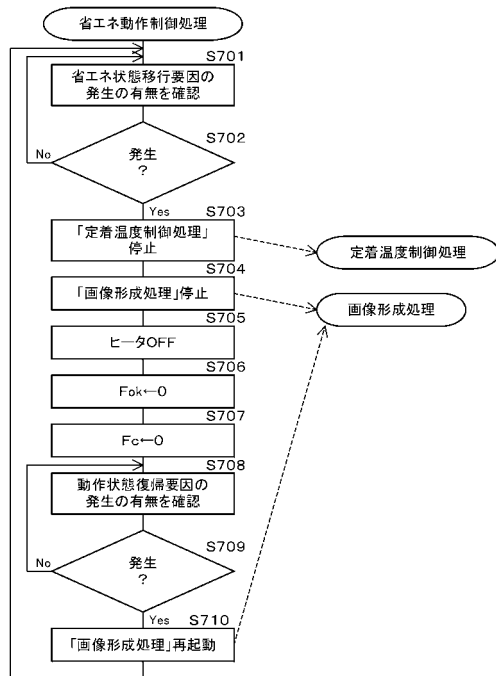 省エネ動作制御処理
S701
省エネ状態移行要因の
発生の有無を確認
S702
発生
?
No
Yes
S703
「定着温度制御処理」
停止
定着温度制御処理
S704
「画像形成処理」停止
画像形成処理
S705
ヒータOFF
S706
Fok←0
S707
Fc←0
S708
動作状態復帰要因の
発生の有無を確認
S709
発生
?
No
Yes
S710
「画像形成処理」再起動